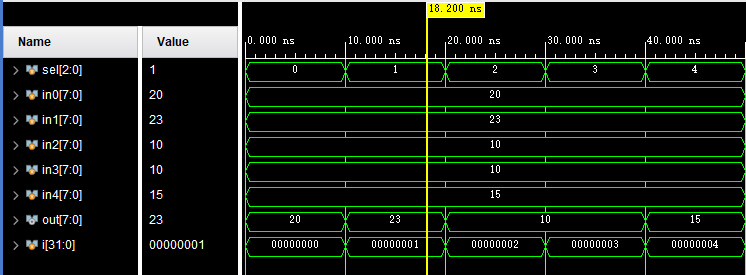 18.200 ns
Name Value 0.000 ns 10.000 ns 20.000 ns 30.000 ns 40.000 ns
sel[2:0] 1 0 1 2 3 4
in0[7:0] 20 20
in1[7:0] 23 23
in2[7:0] 10 10
in3[7:0] 10 10
in4[7:0] 15 15
out[7:0] 23 20 23 10 15
i[31:0] 00000001 00000000 00000001 00000002 00000003 00000004